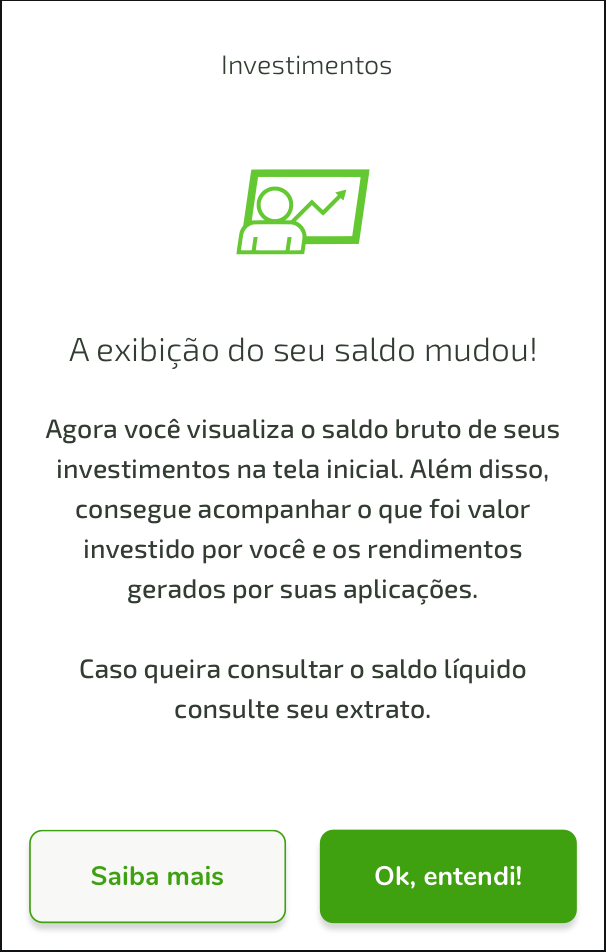 Investimentos
A exibição do seu saldo mudou!
Agora você visualiza o saldo bruto de seus
investimentos na tela inicial. Além disso,
consegue acompanhar o que foi valor
investido por você e os rendimentos
gerados por suas aplicações.
Caso queira consultar o saldo líquido
consulte seu extrato.
Saiba mais
Ok, entendi!